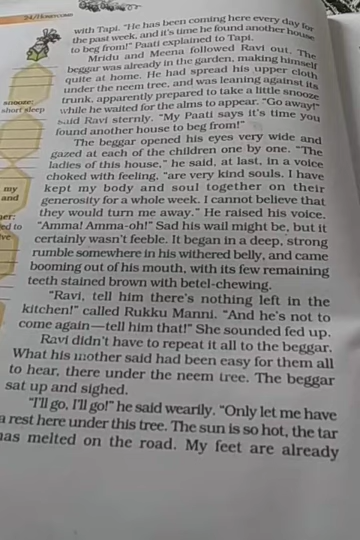 24/HONEYCOMB
with Tapi. "He has been coming here every day for
the past week, and it's time he found another house
to beg from!" Paati explained to Tapi.
Mridu and Meena followed Ravi out. The
beggar was already in the garden, making himself
quite at home. He had spread his upper cloth
under the neem tree, and was leaning against its
trunk, apparently prepared to take a little snooze
while he waited for the alms to appear. "Go away!"
said Ravi sternly. "My Paati says it's time you
found another house to beg from!"
The beggar opened his eyes very wide and
gazed at each of the children one by one. "The
ladies of this house," he said, at last, in a voice
choked with feeling, "are very kind souls. I have
kept my body and soul together on their
generosity for a whole week. I cannot believe that
they would turn me away." He raised his voice.
"Amma! Amma-oh!" Sad his wail might be, but it
certainly wasn't feeble. It began in a deep, strong
rumble somewhere in his withered belly, and came
booming out of his mouth, with its few remaining
teeth stained brown with betel-chewing.
"Ravi, tell him there's nothing left in the
kitchen!" called Rukku Manni. "And he's not to
come again—tell him that!" She sounded fed up.
Ravi didn't have to repeat it all to the beggar.
What his mother said had been easy for them all
to hear, there under the neem tree. The beggar
sat up and sighed.
"I'll go, I'll go!" he said wearily. "Only let me have
a rest here under this tree. The sun is so hot, the tar
has melted on the road. My feet are already
snooze:
short sleep
my
and
ed to